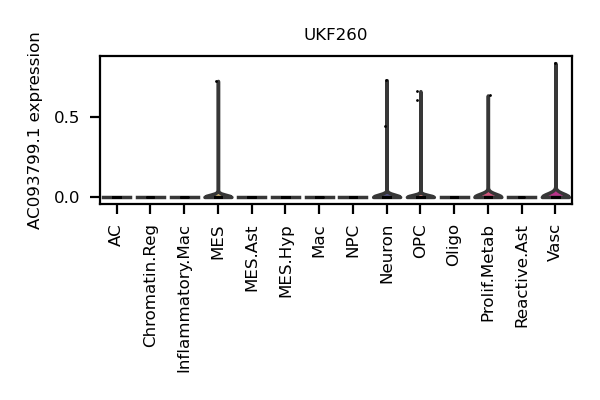 UKF260
AC093799.1 expression
0.5
0.0
AC
Chromatin.Reg
Inflammatory.Mac
MES
MES.Ast
MES.Hyp
Mac
NPC
Neuron
OPC
Oligo
Prolif.Metab
Reactive.Ast
Vasc